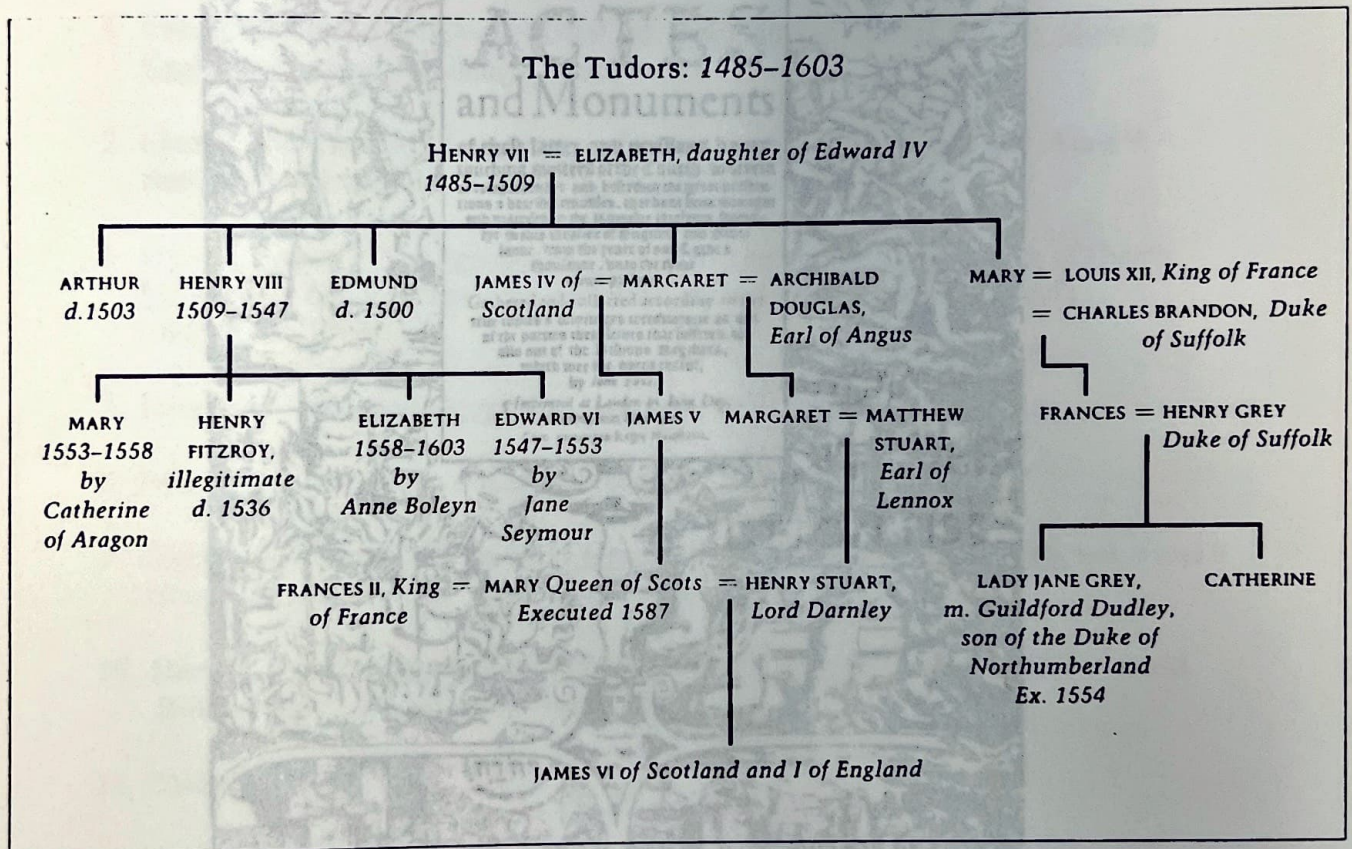 ACTES
and Monuments
The Tudors: 1485–1603
HENRY VII = ELIZABETH, daughter of Edward IV
1485–1509
ARTHUR
d.1503
HENRY VIII
1509–1547
EDMUND
d. 1500
JAMES IV of = MARGARET = ARCHIBALD
Scotland
DOUGLAS,
Earl of Angus
MARY = LOUIS XII, King of France
= CHARLES BRANDON, Duke
of Suffolk
MARY
1553–1558
by
Catherine
of Aragon
HENRY
FITZROY,
illegitimate
d. 1536
ELIZABETH
1558–1603
by
Anne Boleyn
EDWARD VI
1547–1553
by
Jane
Seymour
JAMES V
MARGARET = MATTHEW
STUART,
Earl of
Lennox
FRANCES = HENRY GREY
Duke of Suffolk
FRANCES II, King = MARY Queen of Scots = HENRY STUART,
of France
Executed 1587
Lord Darnley
LADY JANE GREY,
m. Guildford Dudley,
son of the Duke of
Northumberland
Ex. 1554
CATHERINE
JAMES VI of Scotland and I of England